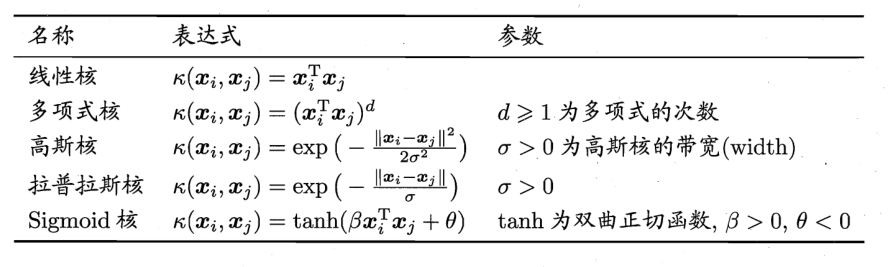 名称 表达式 参数
线性核 κ(xᵢ, xⱼ) = xᵢᵀxⱼ
多项式核 κ(xᵢ, xⱼ) = (xᵢᵀxⱼ)ᵈ d ⩾ 1 为多项式的次数
高斯核 κ(xᵢ, xⱼ) = exp(−‖xᵢ−xⱼ‖²/2σ²) σ > 0 为高斯核的带宽(width)
拉普拉斯核 κ(xᵢ, xⱼ) = exp(−‖xᵢ−xⱼ‖/σ) σ > 0
Sigmoid 核 κ(xᵢ, xⱼ) = tanh(βxᵢᵀxⱼ + θ) tanh 为双曲正切函数, β > 0, θ < 0